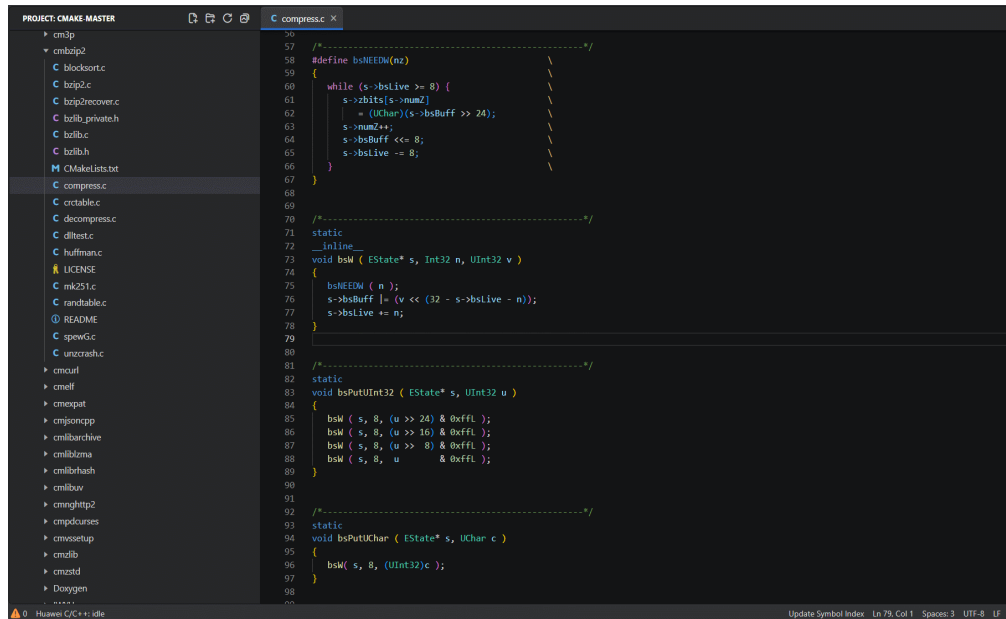 PROJECT: CMAKE-MASTER
cm3p
cmbzip2
C blocksort.c
C bzip2.c
C bzip2recover.c
C bzlib_private.h
C bzlib.c
C bzlib.h
M CMakeLists.txt
C compress.c
C crctable.c
C decompress.c
C dlltest.c
C huffman.c
LICENSE
C mk251.c
C randtable.c
README
C spewG.c
C unzcrash.c
cmcurl
cmelf
cmexpat
cmjsoncpp
cmlibarchive
cmliblzma
cmlibrhash
cmlibuv
cmnghttp2
cmpdcurses
cmvssetup
cmzlib
cmzstd
Doxygen
C compress.c ×
56
57 /*---------------------------------------------------*/
58 #define bsNEEDW(nz) \
59 { \
60 while (s->bsLive >= 8) { \
61 s->zbits[s->numZ] \
62 = (UChar)(s->bsBuff >> 24); \
63 s->numZ++; \
64 s->bsBuff <<= 8; \
65 s->bsLive -= 8; \
66 } \
67 }
68
69
70 /*---------------------------------------------------*/
71 static
72 __inline__
73 void bsW ( EState* s, Int32 n, UInt32 v )
74 {
75 bsNEEDW ( n );
76 s->bsBuff |= (v << (32 - s->bsLive - n));
77 s->bsLive += n;
78 }
79
80
81 /*---------------------------------------------------*/
82 static
83 void bsPutUInt32 ( EState* s, UInt32 u )
84 {
85 bsW ( s, 8, (u >> 24) & 0xffL );
86 bsW ( s, 8, (u >> 16) & 0xffL );
87 bsW ( s, 8, (u >> 8) & 0xffL );
88 bsW ( s, 8, u & 0xffL );
89 }
90
91
92 /*---------------------------------------------------*/
93 static
94 void bsPutUChar ( EState* s, UChar c )
95 {
96 bsW( s, 8, (UInt32)c );
97 }
98
0 Huawei C/C++: idle
Update Symbol Index Ln 79, Col 1 Spaces: 3 UTF-8 LF